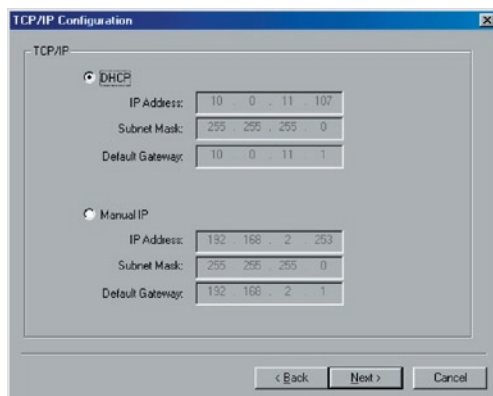 TCP/IP Configuration
TCP/IP
DHCP
IP Address: 10 . 0 . 11 . 107
Subnet Mask: 255 . 255 . 255 . 0
Default Gateway: 10 . 0 . 11 . 1
Manual IP
IP Address: 192 . 168 . 2 . 253
Subnet Mask: 255 . 255 . 255 . 0
Default Gateway: 192 . 168 . 2 . 1
< Back Next > Cancel